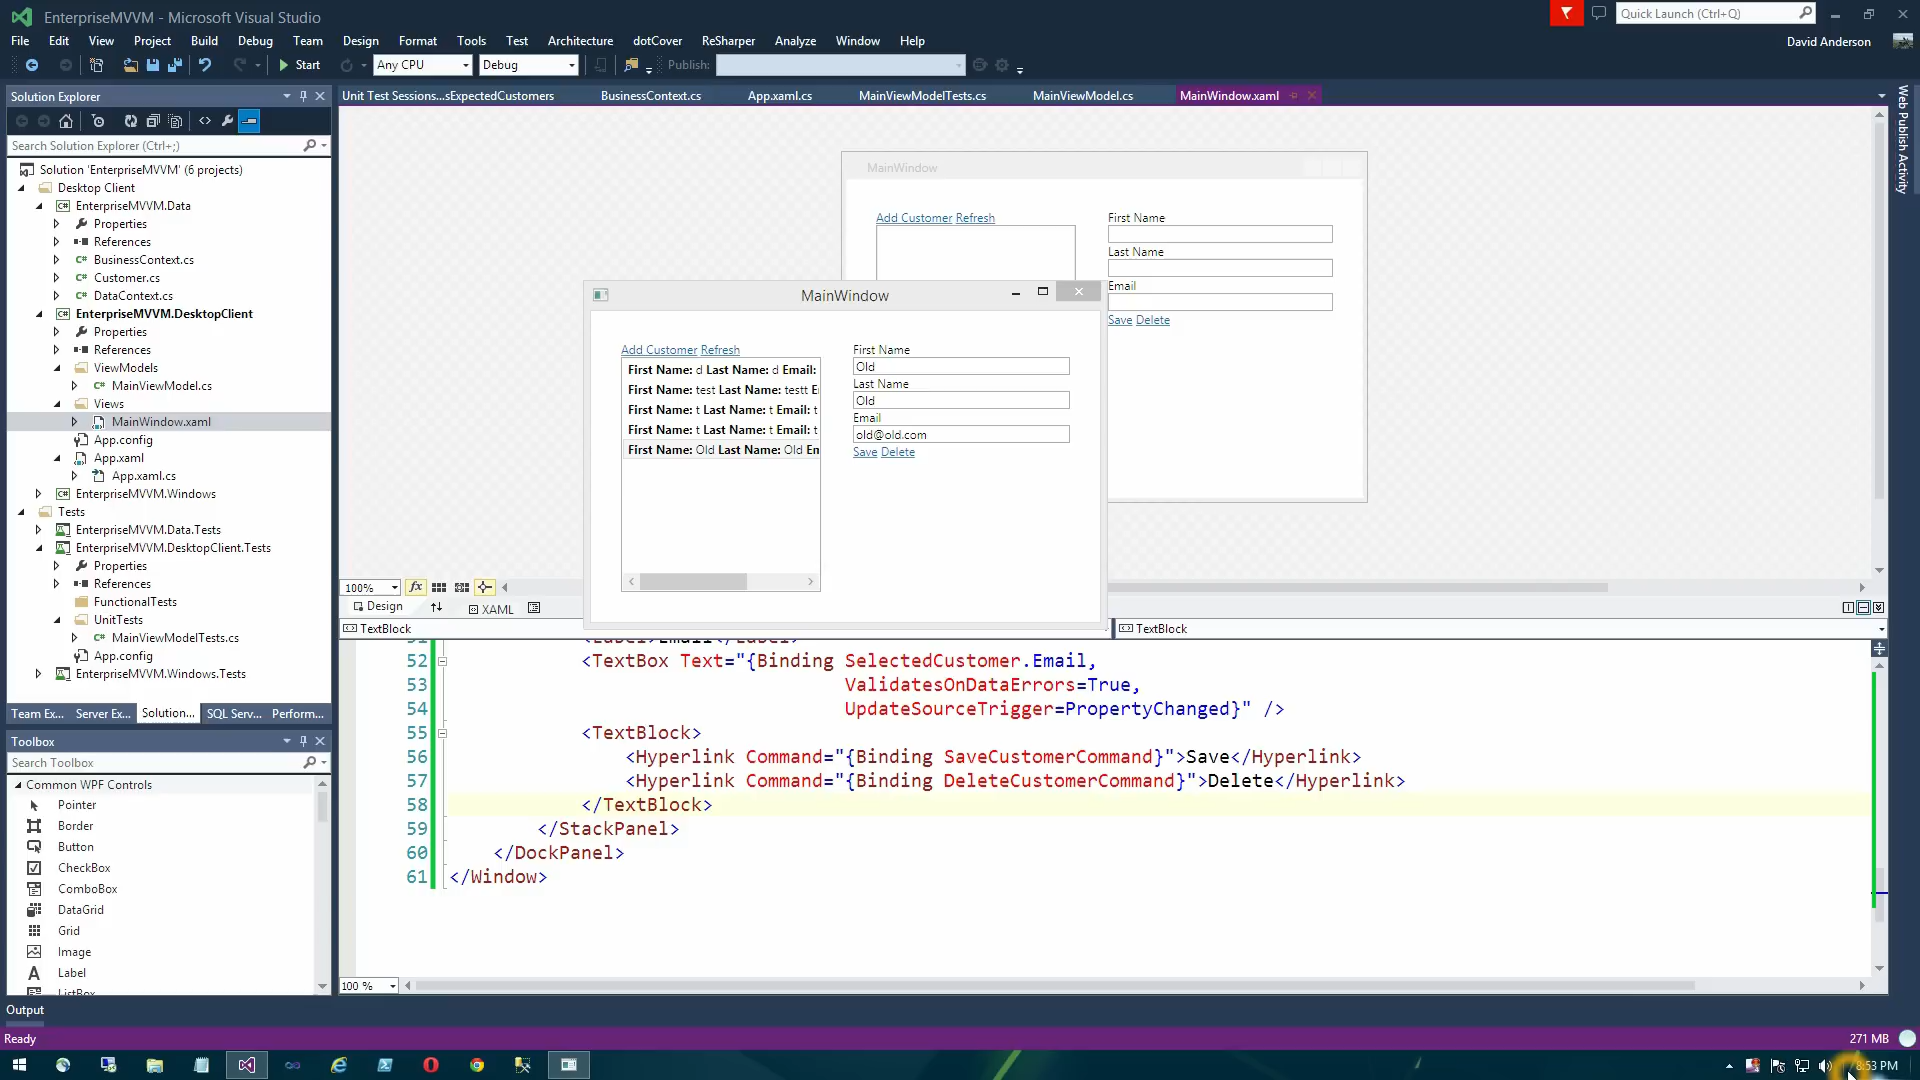 EnterpriseMVVM - Microsoft Visual Studio
Quick Launch (Ctrl+Q)
File Edit View Project Build Debug Team Design Format Tools Test Architecture dotCover ReSharper Analyze Window Help
David Anderson
Start Any CPU Debug Publish:
Solution Explorer
Unit Test Sessions...sExpectedCustomers BusinessContext.cs App.xaml.cs MainViewModelTests.cs MainViewModel.cs MainWindow.xaml
Web Publish Activity
Search Solution Explorer (Ctrl+;)
Solution 'EnterpriseMVVM' (6 projects)
Desktop Client
EnterpriseMVVM.Data
Properties
References
BusinessContext.cs
Customer.cs
DataContext.cs
EnterpriseMVVM.DesktopClient
Properties
References
ViewModels
MainViewModel.cs
Views
MainWindow.xaml
App.config
App.xaml
App.xaml.cs
EnterpriseMVVM.Windows
Tests
EnterpriseMVVM.Data.Tests
EnterpriseMVVM.DesktopClient.Tests
Properties
References
FunctionalTests
UnitTests
MainViewModelTests.cs
App.config
EnterpriseMVVM.Windows.Tests
Team Ex... Server Ex... Solution... SQL Serv... Perform...
MainWindow
Add Customer Refresh
First Name
Last Name
Email
Save Delete
MainWindow
Add Customer Refresh
First Name: d Last Name: d Email:
First Name: test Last Name: testt E
First Name: t Last Name: t Email: t
First Name: t Last Name: t Email: t
First Name: Old Last Name: Old En
First Name
Old
Last Name
Old
Email
old@old.com
Save Delete
100%
Design XAML
TextBlock TextBlock
52 <TextBox Text="{Binding SelectedCustomer.Email,
53 ValidatesOnDataErrors=True,
54 UpdateSourceTrigger=PropertyChanged}" />
55 <TextBlock>
56 <Hyperlink Command="{Binding SaveCustomerCommand}">Save</Hyperlink>
57 <Hyperlink Command="{Binding DeleteCustomerCommand}">Delete</Hyperlink>
58 </TextBlock>
59 </StackPanel>
60 </DockPanel>
61 </Window>
100 %
Toolbox
Search Toolbox
Common WPF Controls
Pointer
Border
Button
CheckBox
ComboBox
DataGrid
Grid
Image
Label
ListBox
Output
Ready
271 MB
8:53 PM